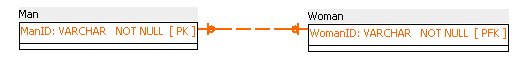 Man
ManID: VARCHAR NOT NULL [ PK ]
Woman
WomanID: VARCHAR NOT NULL [ PFK ]